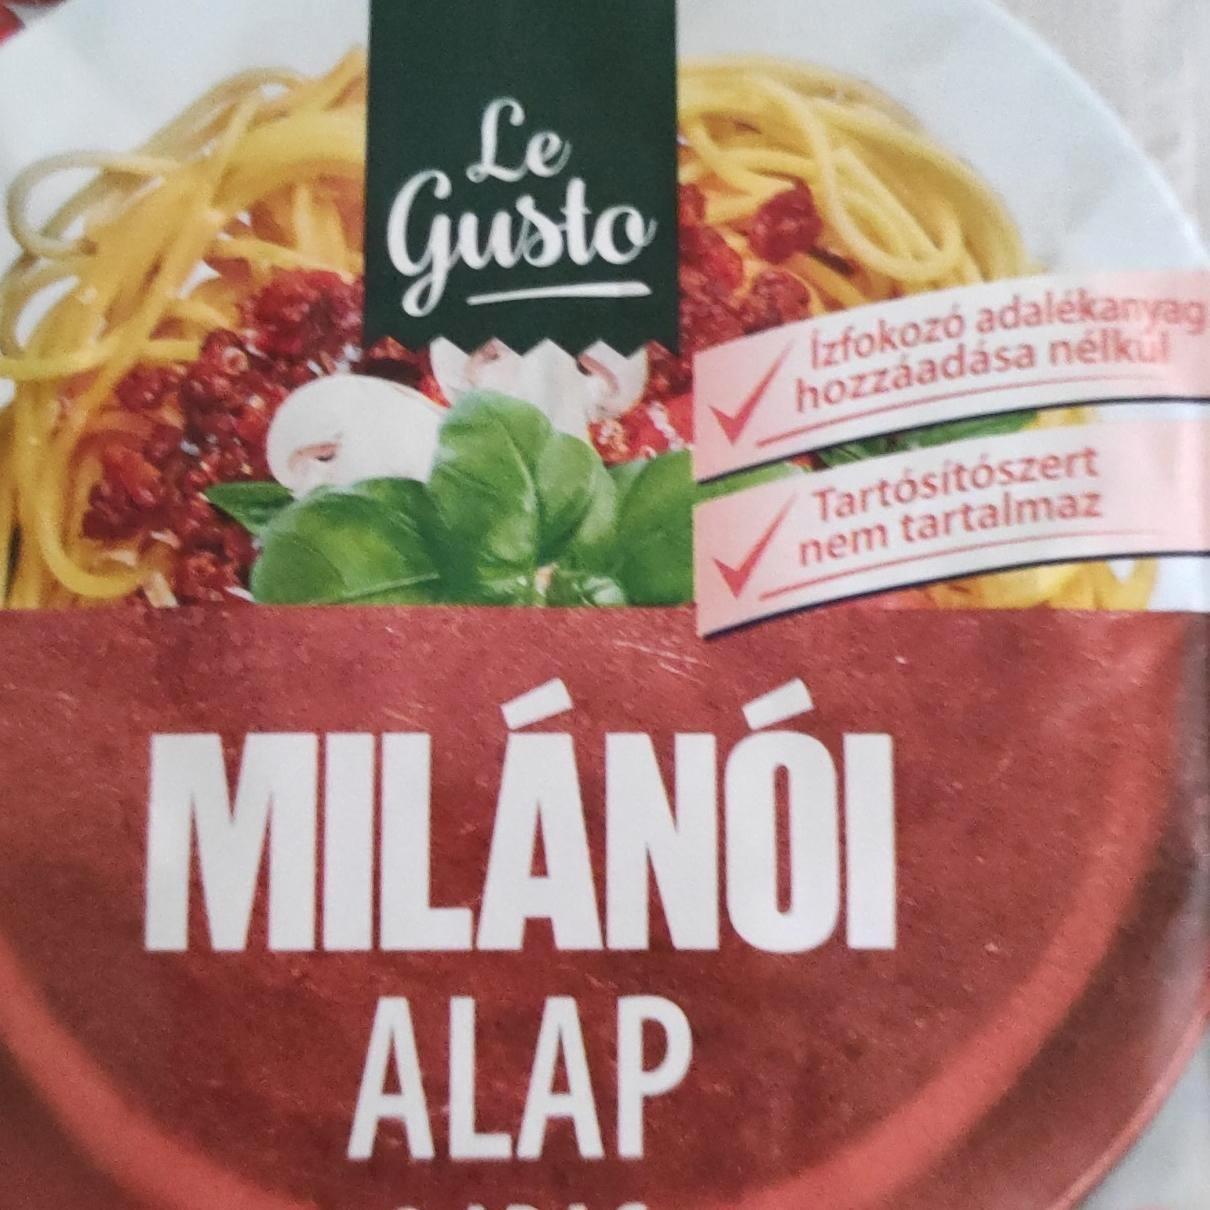 Le
Gusto
Ízfokozó adalékanyag
hozzáadása nélkül
Tartósítószert
nem tartalmaz
MILÁNÓI
ALAP